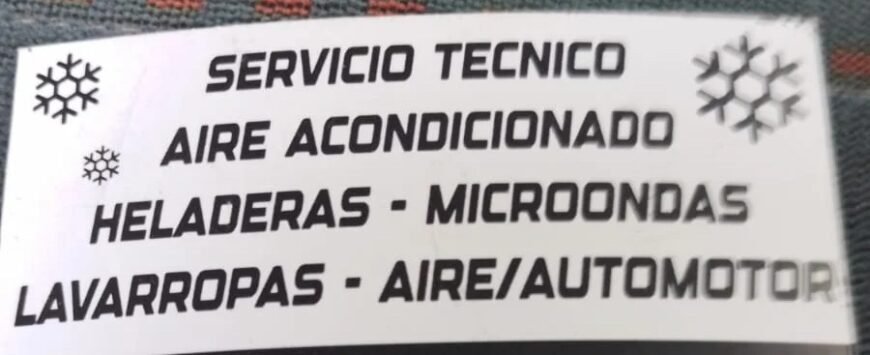 SERVICIO TECNICO
AIRE ACONDICIONADO
HELADERAS - MICROONDAS
LAVARROPAS - AIRE/AUTOMOTOR